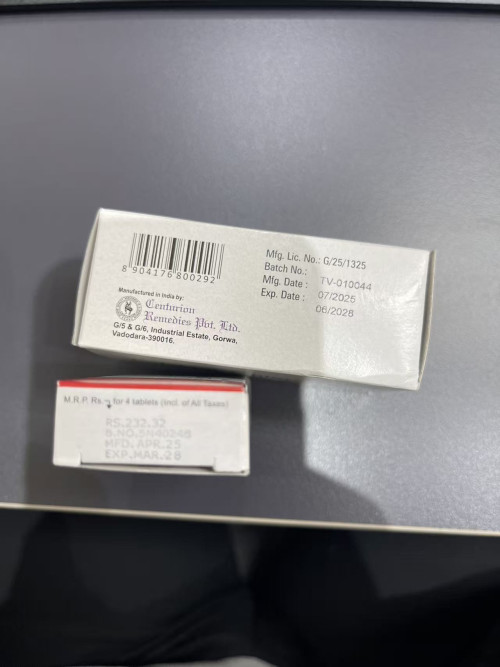 8 904176 800292
Manufactured in India by:
Centurion
Remedies Pvt. Ltd.
G/5 & G/6, Industrial Estate, Gorwa,
Vadodara-390016.
Mfg. Lic. No.: G/25/1325
Batch No.: TV-010044
Mfg. Date : 07/2025
Exp. Date : 06/2028
M.R.P. Rs. for 4 tablets (Incl. of All Taxes)
RS.232.32
B.NO.
MFD. APR.25
EXP.MAR.28